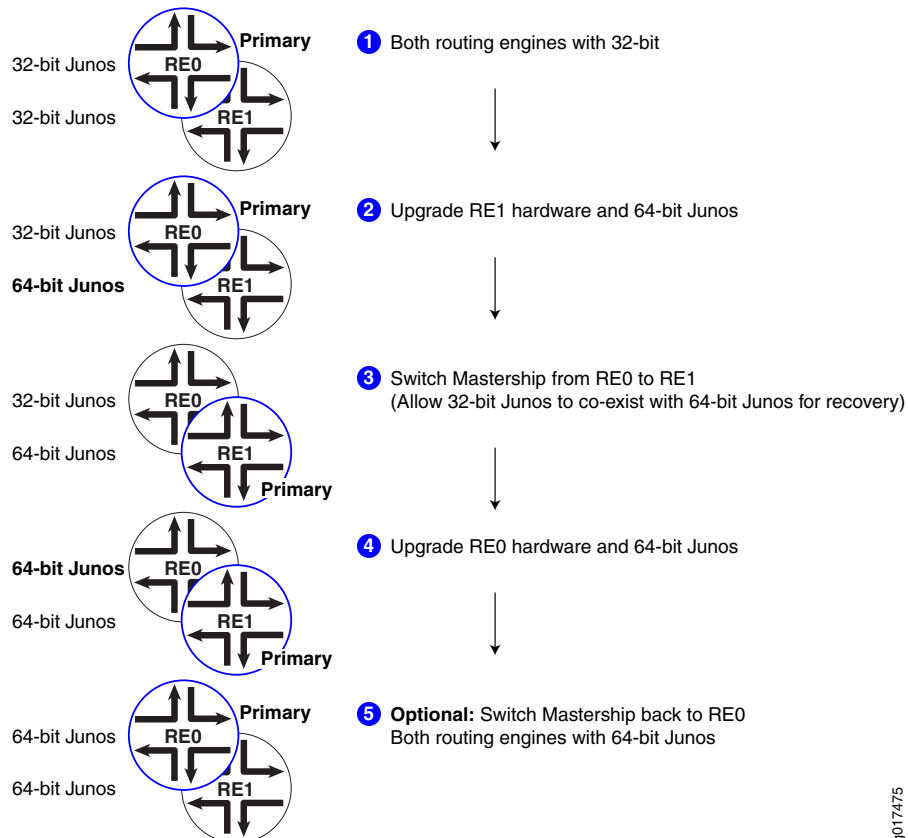 Primary
32-bit Junos
RE0
32-bit Junos
RE1
1 Both routing engines with 32-bit
Primary
32-bit Junos
RE0
64-bit Junos
RE1
2 Upgrade RE1 hardware and 64-bit Junos
32-bit Junos
RE0
64-bit Junos
RE1
Primary
3 Switch Mastership from RE0 to RE1
(Allow 32-bit Junos to co-exist with 64-bit Junos for recovery)
64-bit Junos
RE0
64-bit Junos
RE1
Primary
4 Upgrade RE0 hardware and 64-bit Junos
Primary
64-bit Junos
RE0
64-bit Junos
RE1
5 Optional: Switch Mastership back to RE0
Both routing engines with 64-bit Junos
g017475